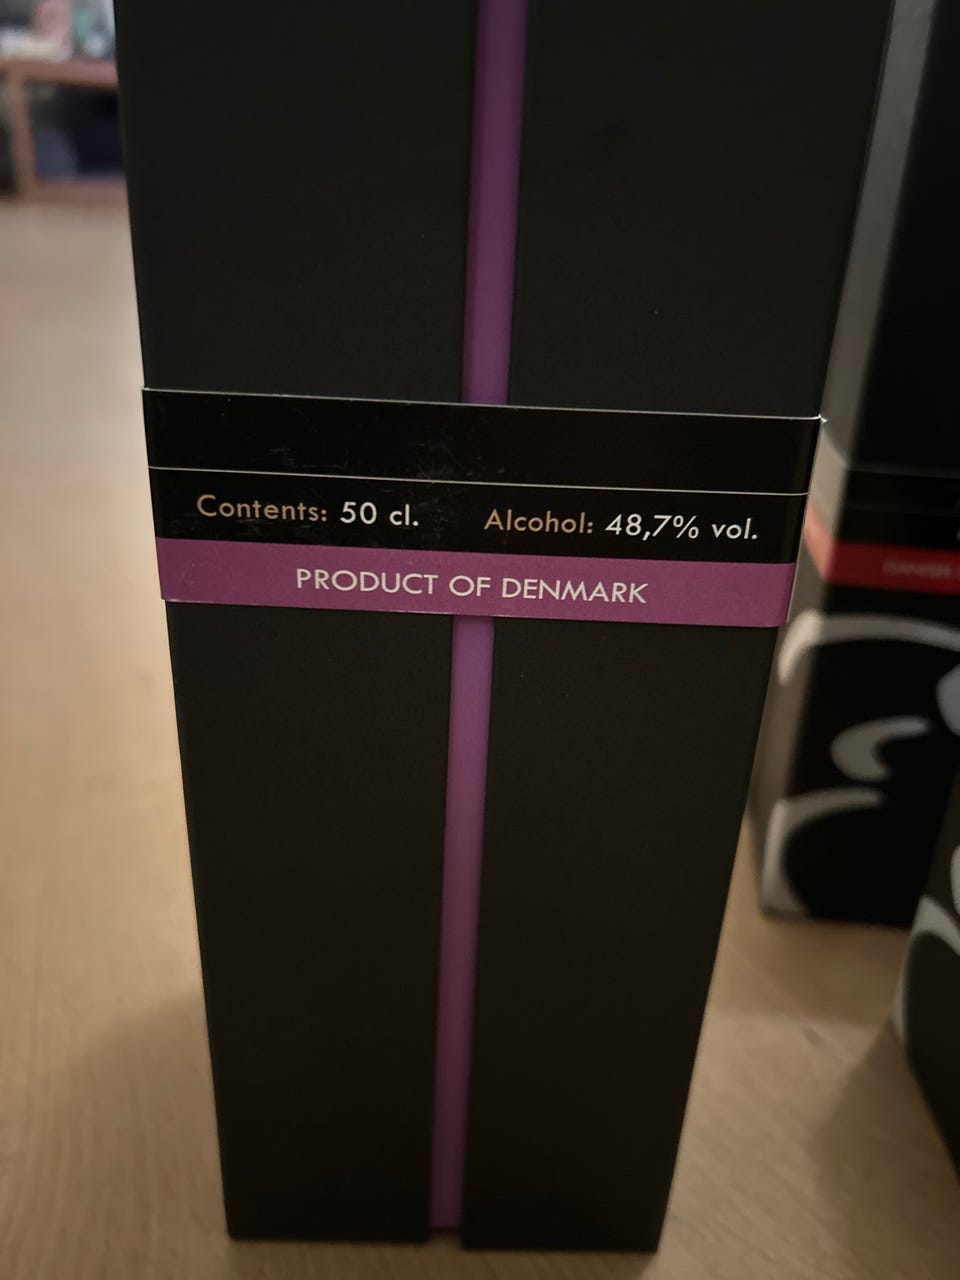 Contents: 50 cl. Alcohol: 48,7% vol.
PRODUCT OF DENMARK